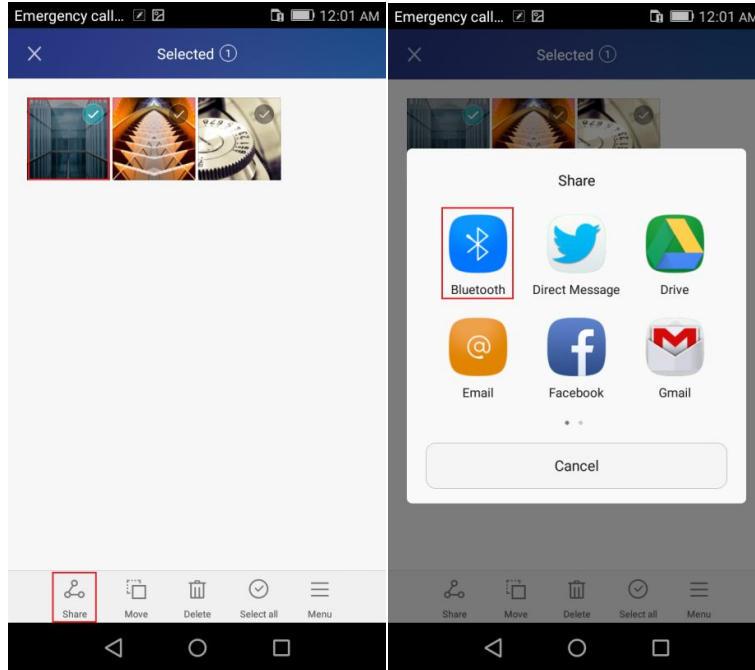 Emergency call... 12:01 AM
Selected 1
Share Move Delete Select all Menu
Emergency call... 12:01 AM
Selected 1
Share
Bluetooth Direct Message Drive
Email Facebook Gmail
Cancel
Share Move Delete Select all Menu